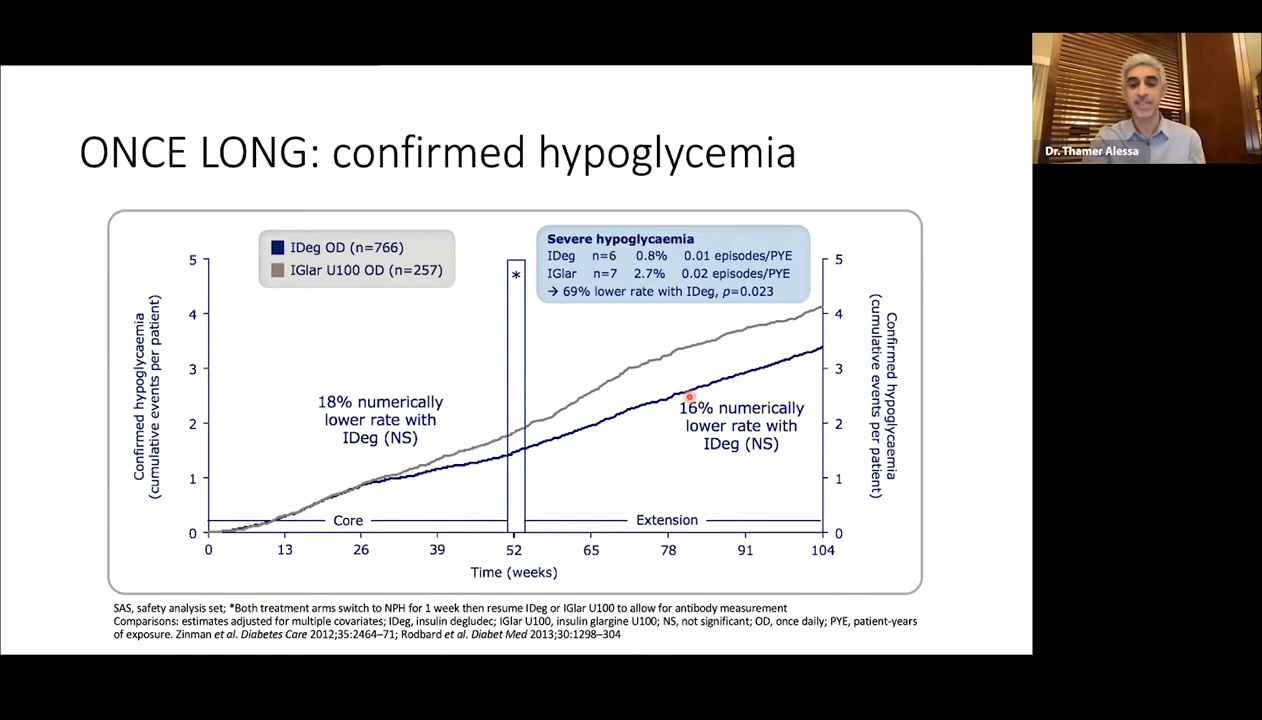 Dr. Thamer Alessa
ONCE LONG: confirmed hypoglycemia
IDeg OD (n=766)
IGlar U100 OD (n=257)
Severe hypoglycaemia
IDeg n=6 0.8% 0.01 episodes/PYE
IGlar n=7 2.7% 0.02 episodes/PYE
→ 69% lower rate with IDeg, p=0.023
Confirmed hypoglycaemia
(cumulative events per patient)
5
4
3
2
1
0
*
18% numerically
lower rate with
IDeg (NS)
16% numerically
lower rate with
IDeg (NS)
Core
Extension
5
4
3
2
1
0
Confirmed hypoglycaemia
(cumulative events per patient)
0 13 26 39 52 65 78 91 104
Time (weeks)
SAS, safety analysis set; *Both treatment arms switch to NPH for 1 week then resume IDeg or IGlar U100 to allow for antibody measurement
Comparisons: estimates adjusted for multiple covariates; IDeg, insulin degludec; IGlar U100, insulin glargine U100; NS, not significant; OD, once daily; PYE, patient-years
of exposure. Zinman et al. Diabetes Care 2012;35:2464–71; Rodbard et al. Diabet Med 2013;30:1298–304